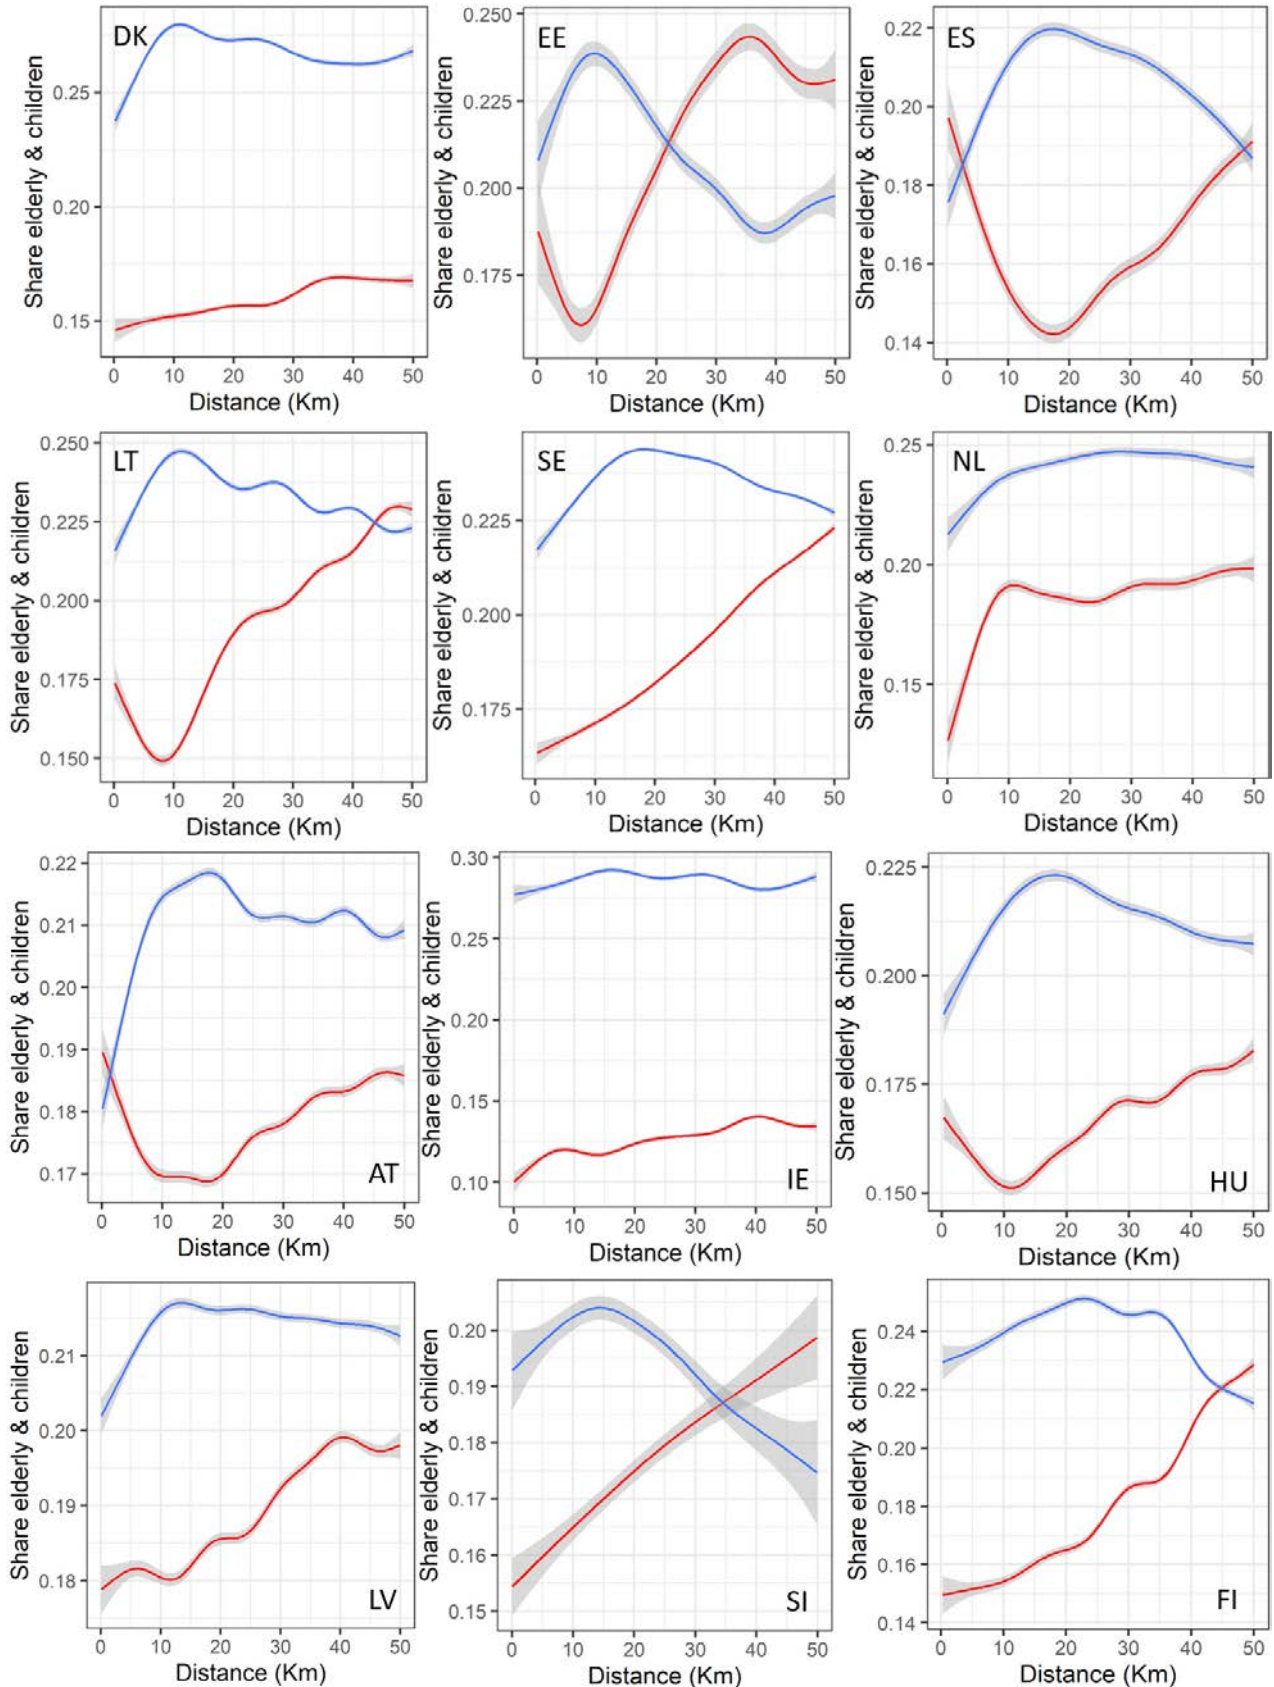 DK
Share elderly & children
0.25
0.20
0.15
0 10 20 30 40 50
Distance (Km)
EE
Share elderly & children
0.250
0.225
0.200
0.175
0 10 20 30 40 50
Distance (Km)
ES
Share elderly & children
0.22
0.20
0.18
0.16
0.14
0 10 20 30 40 50
Distance (Km)
LT
Share elderly & children
0.250
0.225
0.200
0.175
0.150
0 10 20 30 40 50
Distance (Km)
SE
Share elderly & children
0.225
0.200
0.175
0 10 20 30 40 50
Distance (Km)
NL
Share elderly & children
0.25
0.20
0.15
0 10 20 30 40 50
Distance (Km)
AT
Share elderly & children
0.22
0.21
0.20
0.19
0.18
0.17
0 10 20 30 40 50
Distance (Km)
IE
Share elderly & children
0.30
0.25
0.20
0.15
0.10
0 10 20 30 40 50
Distance (Km)
HU
Share elderly & children
0.225
0.200
0.175
0.150
0 10 20 30 40 50
Distance (Km)
LV
Share elderly & children
0.21
0.20
0.19
0.18
0 10 20 30 40 50
Distance (Km)
SI
Share elderly & children
0.20
0.19
0.18
0.17
0.16
0.15
0 10 20 30 40 50
Distance (Km)
FI
Share elderly & children
0.24
0.22
0.20
0.18
0.16
0.14
0 10 20 30 40 50
Distance (Km)